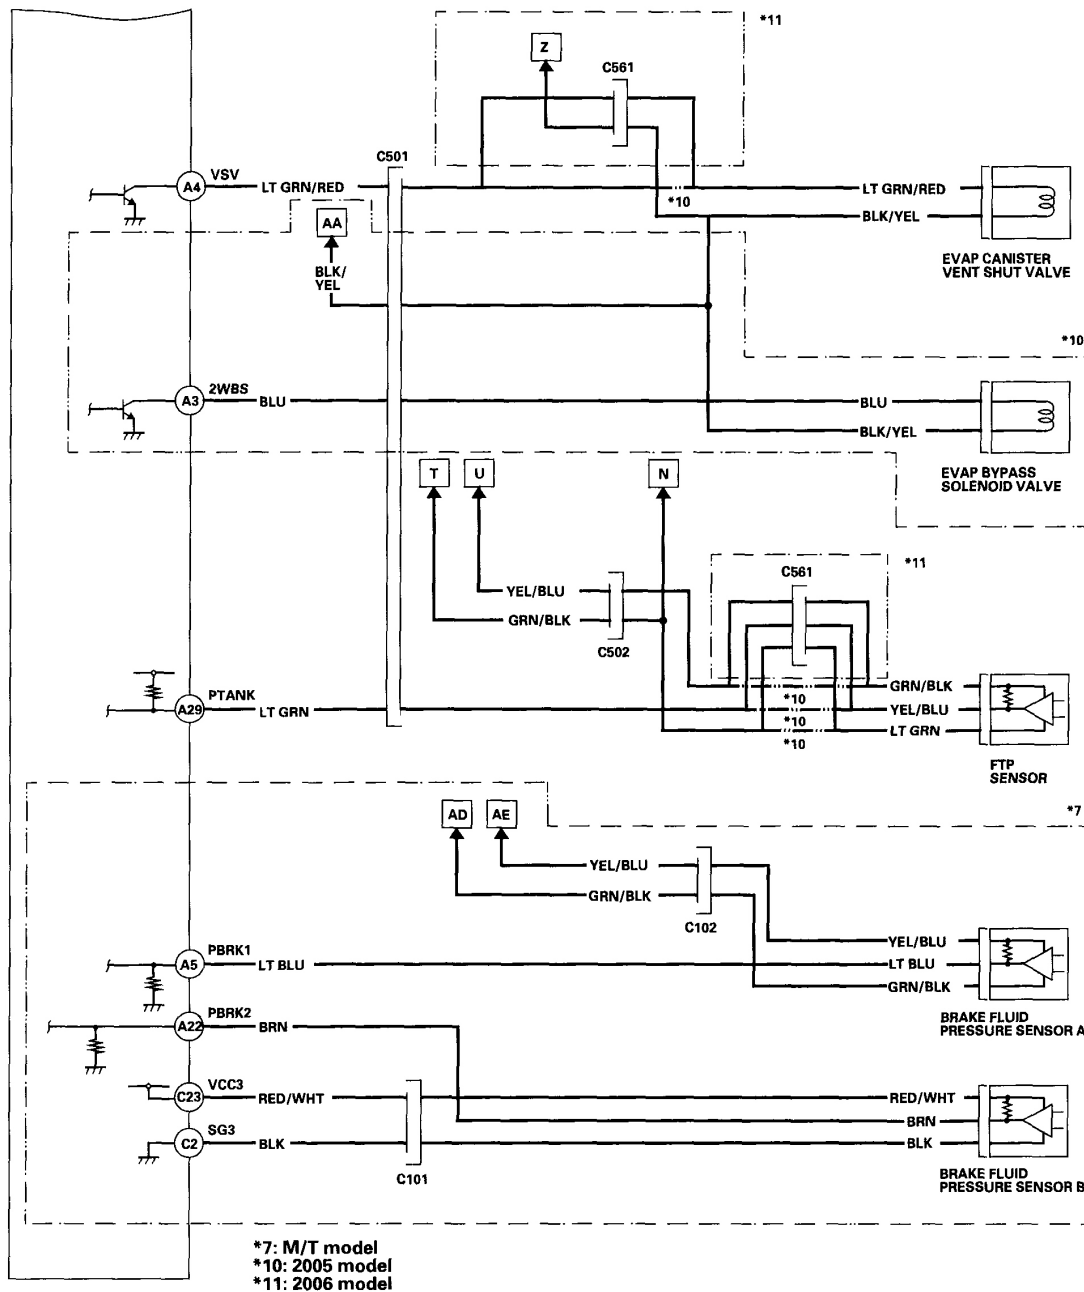 *11
Z
C561
C501
VSV
A4
LT GRN/RED
*10
LT GRN/RED
BLK/YEL
AA
BLK/
YEL
EVAP CANISTER
VENT SHUT VALVE
*10
2WBS
A3
BLU
BLU
BLK/YEL
T
U
N
EVAP BYPASS
SOLENOID VALVE
*11
C561
YEL/BLU
GRN/BLK
C502
PTANK
A29
LT GRN
GRN/BLK
*10
YEL/BLU
*10
LT GRN
*10
FTP
SENSOR
*7
AD
AE
YEL/BLU
GRN/BLK
C102
PBRK1
A5
LT BLU
YEL/BLU
LT BLU
GRN/BLK
PBRK2
A22
BRN
BRAKE FLUID
PRESSURE SENSOR A
VCC3
C23
RED/WHT
RED/WHT
BRN
SG3
C2
BLK
BLK
C101
BRAKE FLUID
PRESSURE SENSOR B
*7: M/T model
*10: 2005 model
*11: 2006 model